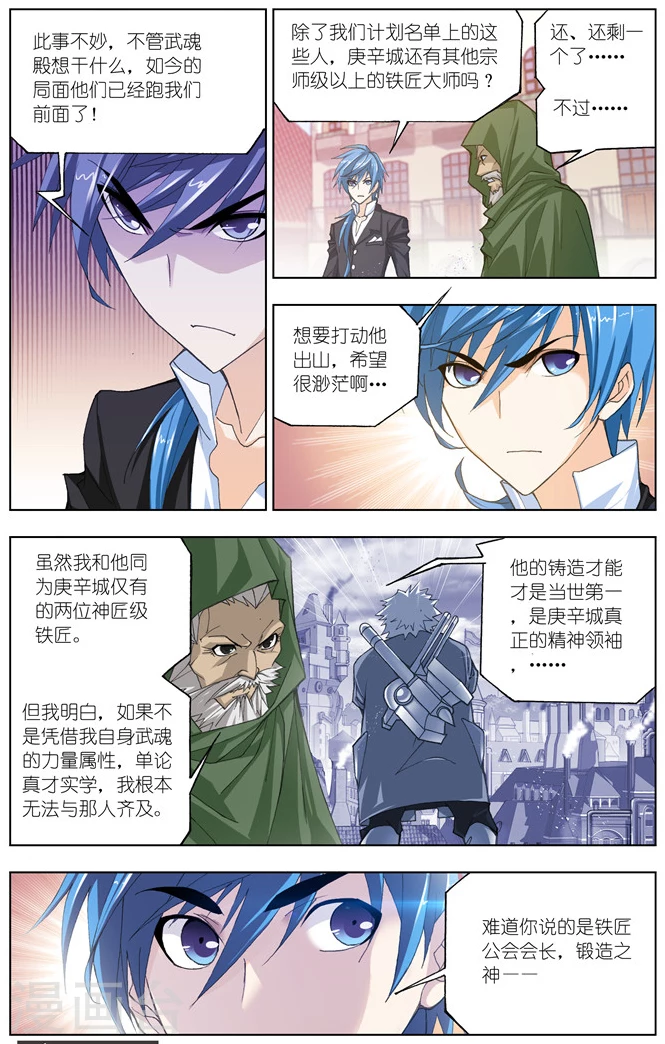 此事不妙，不管武魂
殿想干什么，如今的
局面他们已经跑我们
前面了！
除了我们计划名单上的这
些人，庚辛城还有其他宗
师级以上的铁匠大师吗？
还、还剩一
个了……
不过……
想要打动他
出山，希望
很渺茫啊…
虽然我和他同
为庚辛城仅有
的两位神匠级
铁匠。
他的铸造才能
才是当世第一
，是庚辛城真
正的精神领袖
，……
但我明白，如果不
是凭借我自身武魂
的力量属性，单论
真才实学，我根本
无法与那人齐及。
难道你说的是铁匠
公会会长，锻造之
神——
漫画台